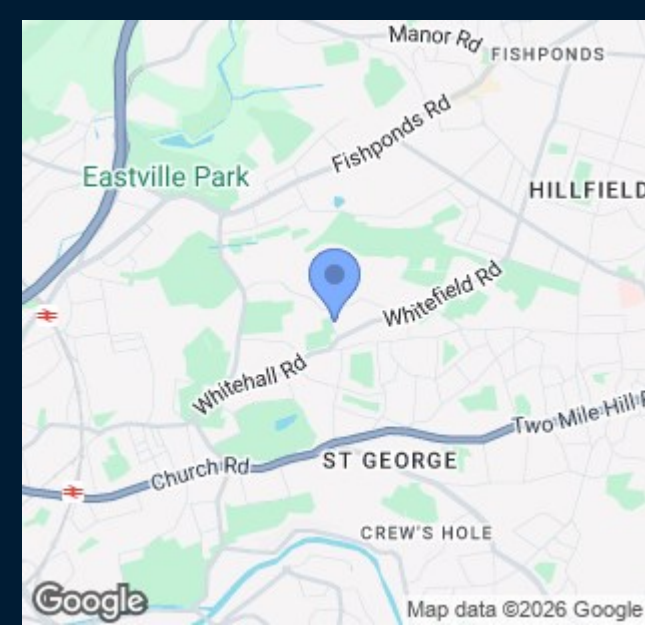 Manor Rd
FISHPONDS
Fishponds Rd
Eastville Park
HILLFIELD
Whitefield Rd
Whitehall Rd
Two Mile Hill R
Church Rd
ST GEORGE
CREW'S HOLE
Google
Map data ©2026 Google